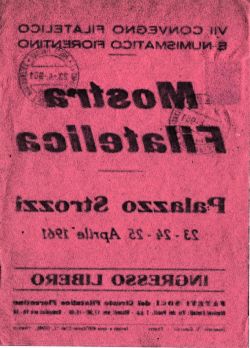 VII CONVEGNO FILATELICO
E NUMISMATICO FIORENTINO
Mostra
Filatelica
Palazzo Strozzi
23 - 24 - 25 Aprile 1961
INGRESSO LIBERO
FATEVI SOCI del Circolo Filatelico Fiorentino